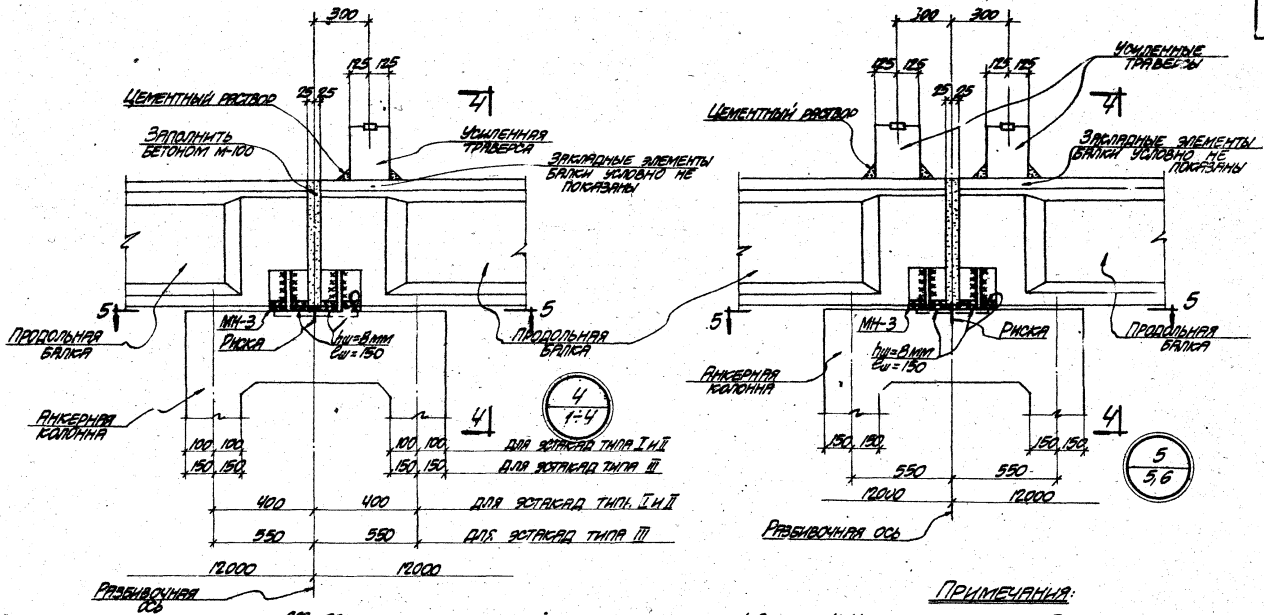 300
125 125
25 25
ЦЕМЕНТНЫЙ РАСТВОР
4
ЗАПОЛНИТЬ
БЕТОНОМ М-100
УСИЛЕННАЯ
ТРАВЕРСА
ЗАКЛАДНЫЕ ЭЛЕМЕНТЫ
БАЛКИ УСЛОВНО НЕ
ПОКАЗАНЫ
5
5
МН-3
РИСКА
hш=8мм
ℓш=150
ПРОДОЛЬНАЯ
БАЛКА
ПРОДОЛЬНАЯ
БАЛКА
АНКЕРНАЯ
КОЛОННА
4
1÷4
4
100 100
100 100
ДЛЯ ЭСТАКАД ТИПА I И II
150 150
150 150
ДЛЯ ЭСТАКАД ТИПА III
400
400
ДЛЯ ЭСТАКАД ТИПА I И II
550
550
ДЛЯ ЭСТАКАД ТИПА III
12000
12000
РАЗБИВОЧНАЯ
ОСЬ
300
300
125 125
125 125
25 25
УСИЛЕННЫЕ
ТРАВЕРСЫ
ЦЕМЕНТНЫЙ РАСТВОР
4
ЗАКЛАДНЫЕ ЭЛЕМЕНТЫ
БАЛКИ УСЛОВНО НЕ
ПОКАЗАНЫ
5
5
МН-3
РИСКА
hш=8мм
ℓш=150
ПРОДОЛЬНАЯ
БАЛКА
АНКЕРНАЯ
КОЛОННА
4
150 150
150 150
5
5,6
550
550
12000
12000
РАЗБИВОЧНАЯ ОСЬ
ПРИМЕЧАНИЯ: